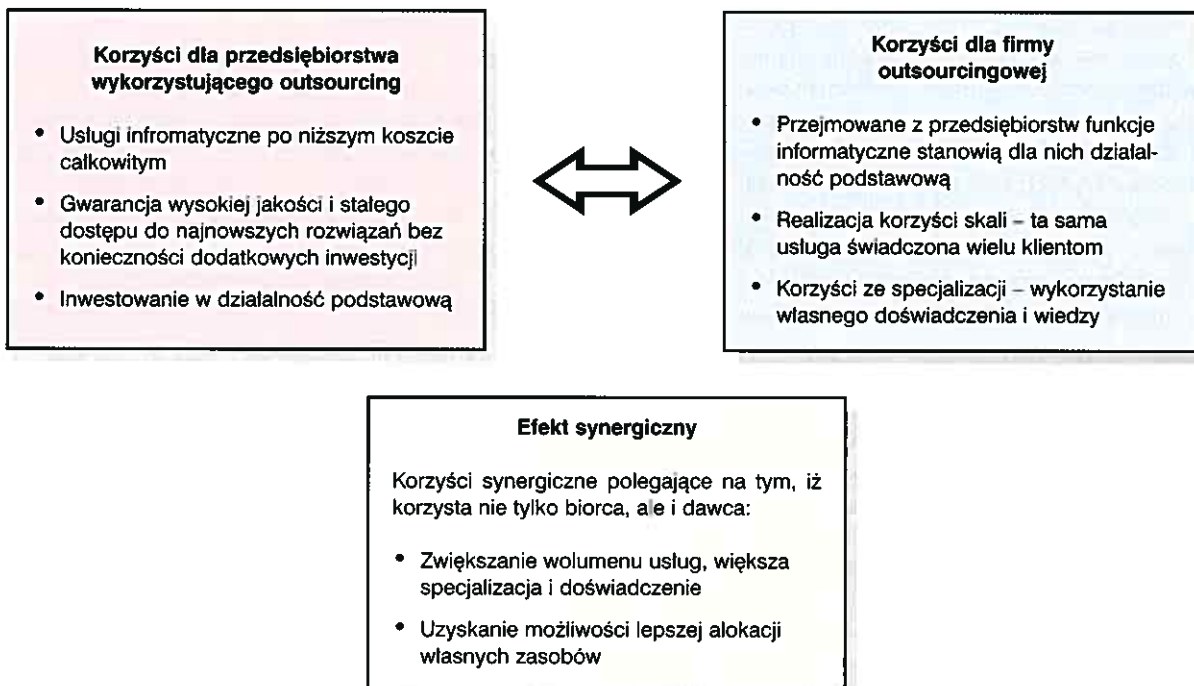 Korzyści dla przedsiębiorstwa
wykorzystującego outsourcing
• Usługi infromatyczne po niższym koszcie
całkowitym
• Gwarancja wysokiej jakości i stałego
dostępu do najnowszych rozwiązań bez
konieczności dodatkowych inwestycji
• Inwestowanie w działalność podstawową
Korzyści dla firmy
outsourcingowej
• Przejmowane z przedsiębiorstw funkcje
informatyczne stanowią dla nich działal-
ność podstawową
• Realizacja korzyści skali – ta sama
usługa świadczona wielu klientom
• Korzyści ze specjalizacji – wykorzystanie
własnego doświadczenia i wiedzy
Efekt synergiczny
Korzyści synergiczne polegające na tym, iż
korzysta nie tylko biorca, ale i dawca:
• Zwiększanie wolumenu usług, większa
specjalizacja i doświadczenie
• Uzyskanie możliwości lepszej alokacji
własnych zasobów